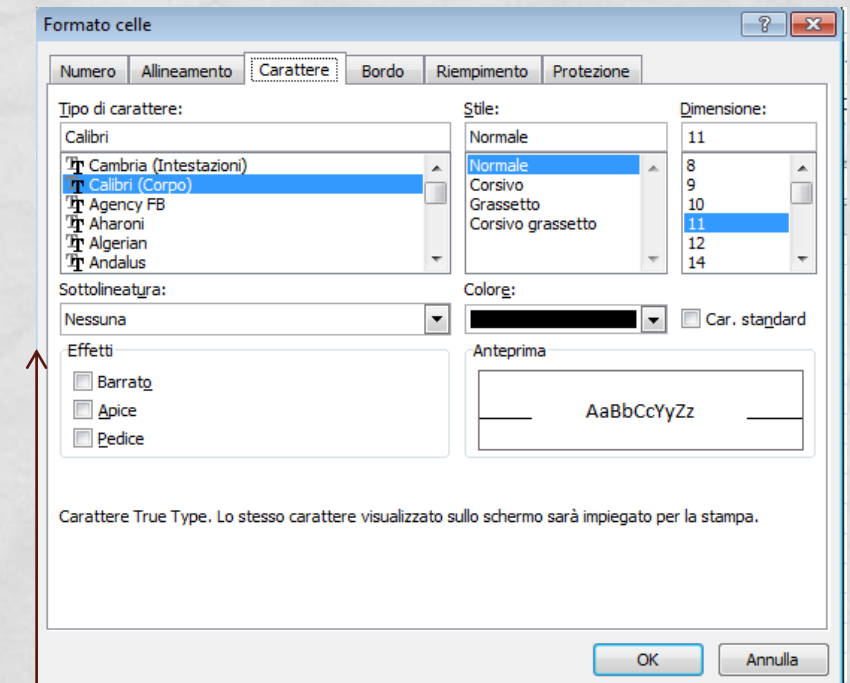 Formato celle
Numero Allineamento Carattere Bordo Riempimento Protezione
Tipo di carattere: Stile: Dimensione:
Calibri Normale 11
Cambria (Intestazioni) Normale 8
Calibri (Corpo) Corsivo 9
Agency FB Grassetto 10
Aharoni Corsivo grassetto 11
Algerian 12
Andalus 14
Sottolineatura: Colore:
Nessuna Car. standard
Effetti Anteprima
Barrato
Apice AaBbCcYyZz
Pedice
Carattere True Type. Lo stesso carattere visualizzato sullo schermo sarà impiegato per la stampa.
OK Annulla